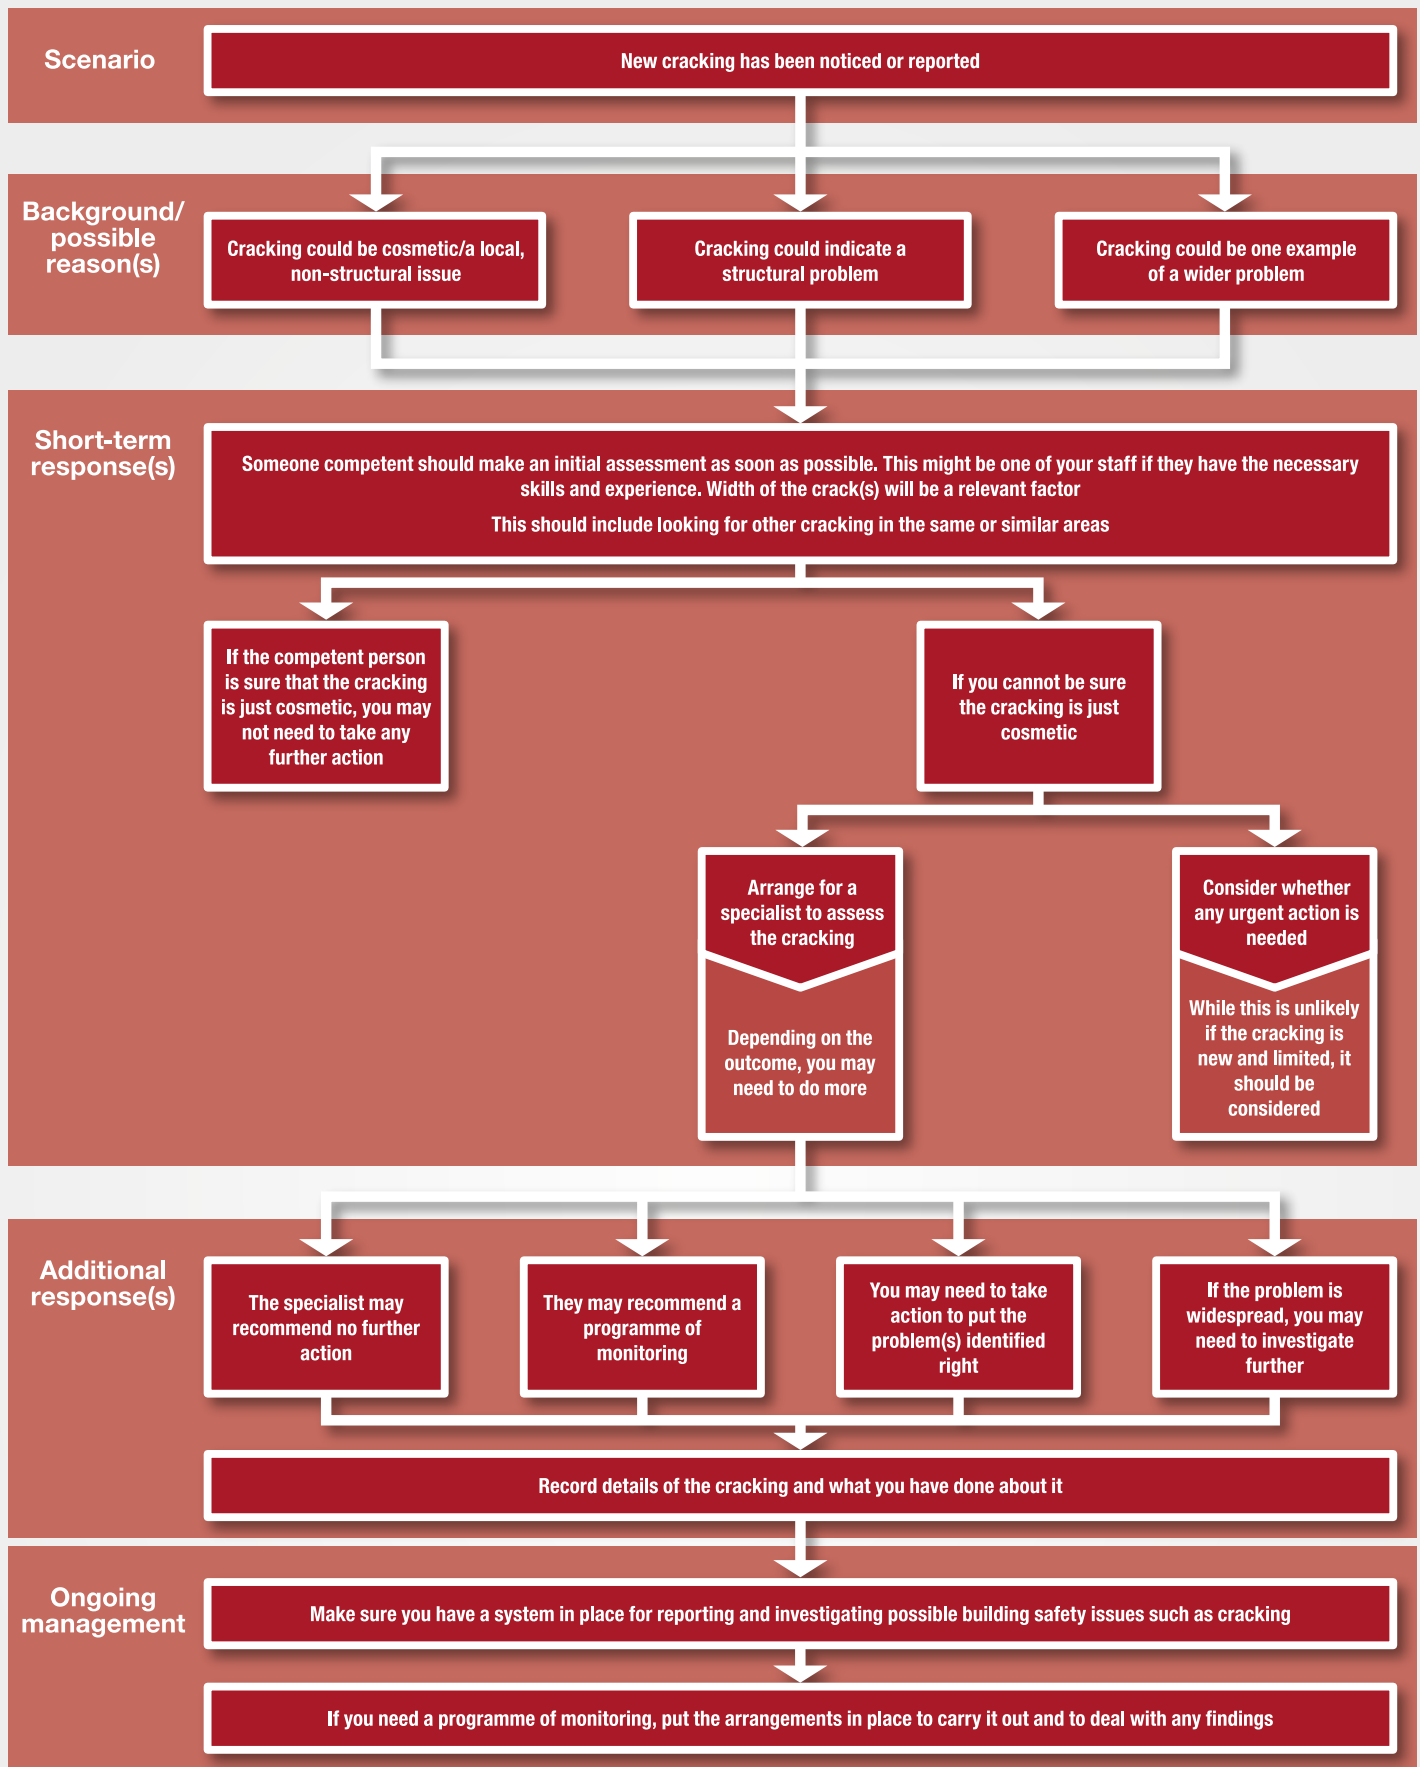 Scenario
New cracking has been noticed or reported
Background/
possible
reason(s)
Cracking could be cosmetic/a local,
non-structural issue
Cracking could indicate a
structural problem
Cracking could be one example
of a wider problem
Short-term
response(s)
Someone competent should make an initial assessment as soon as possible. This might be one of your staff if they have the necessary
skills and experience. Width of the crack(s) will be a relevant factor
This should include looking for other cracking in the same or similar areas
If the competent person
is sure that the cracking
is just cosmetic, you may
not need to take any
further action
If you cannot be sure
the cracking is just
cosmetic
Arrange for a
specialist to assess
the cracking
Depending on the
outcome, you may
need to do more
Consider whether
any urgent action is
needed
While this is unlikely
if the cracking is
new and limited, it
should be
considered
Additional
response(s)
The specialist may
recommend no further
action
They may recommend a
programme of
monitoring
You may need to take
action to put the
problem(s) identified
right
If the problem is
widespread, you may
need to investigate
further
Record details of the cracking and what you have done about it
Ongoing
management
Make sure you have a system in place for reporting and investigating possible building safety issues such as cracking
If you need a programme of monitoring, put the arrangements in place to carry it out and to deal with any findings